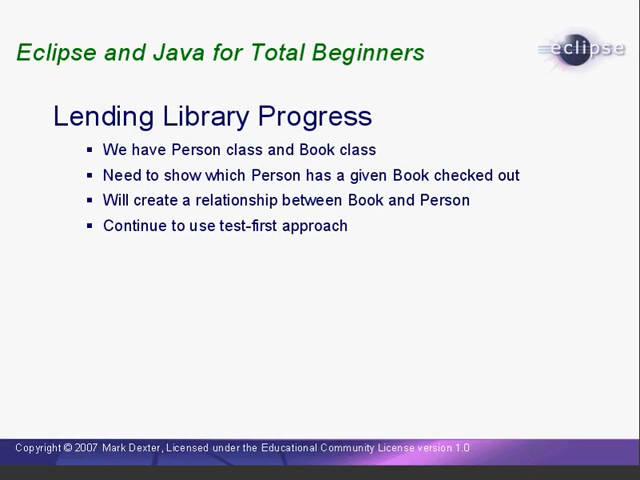 Eclipse and Java for Total Beginners
eclipse
Lending Library Progress
▪ We have Person class and Book class
▪ Need to show which Person has a given Book checked out
▪ Will create a relationship between Book and Person
▪ Continue to use test-first approach
Copyright © 2007 Mark Dexter, Licensed under the Educational Community License version 1.0